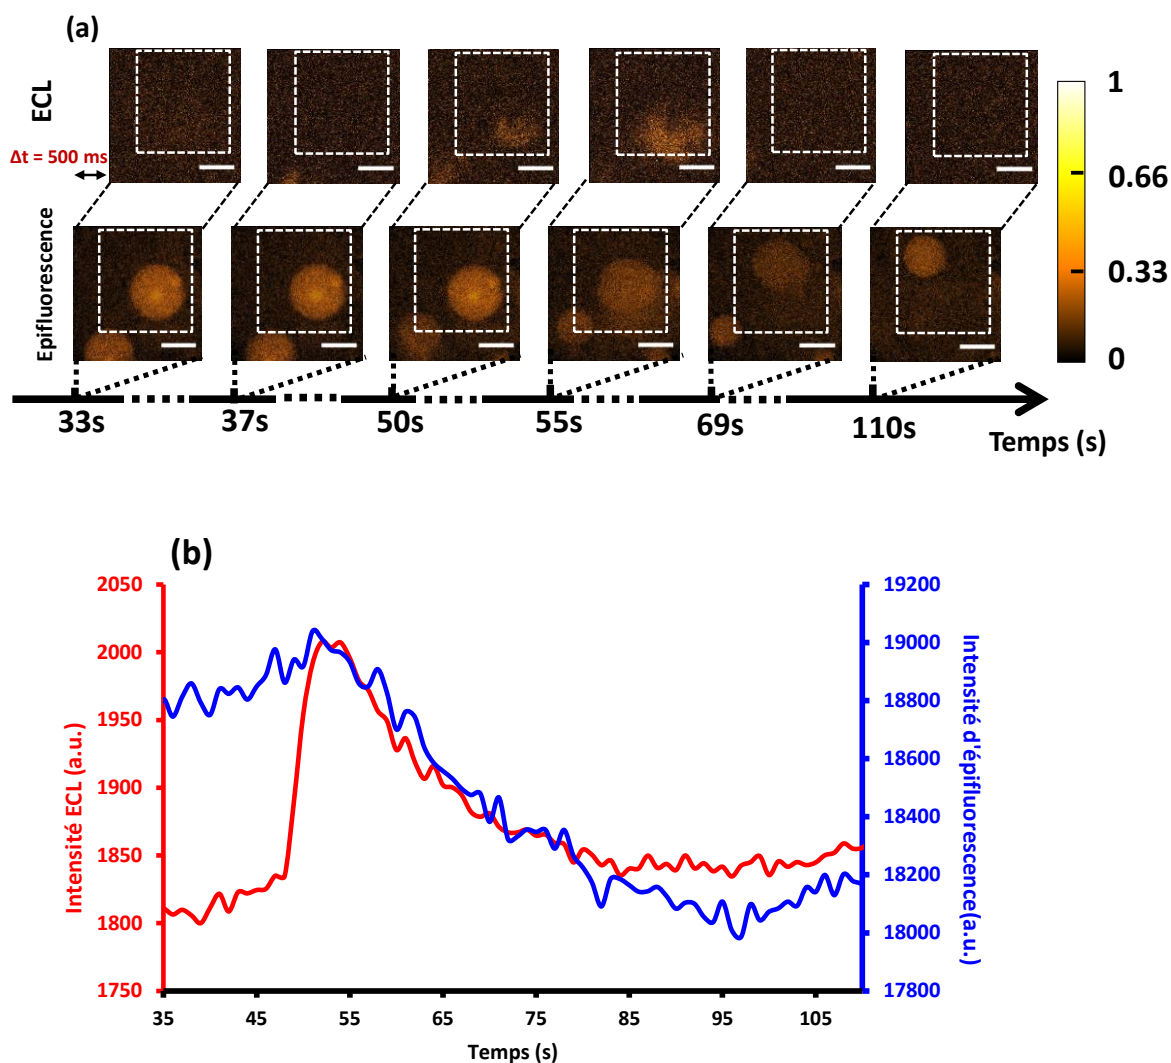 (a)
ECL
Δt = 500 ms
Epifluorescence
1
0.66
0.33
0
33s 37s 50s 55s 69s 110s
Temps (s)
(b)
2050
2000
1950
1900
1850
1800
1750
Intensité ECL (a.u.)
19200
19000
18800
18600
18400
18200
18000
17800
Intensité d'épifluorescence(a.u.)
35 45 55 65 75 85 95 105
Temps (s)